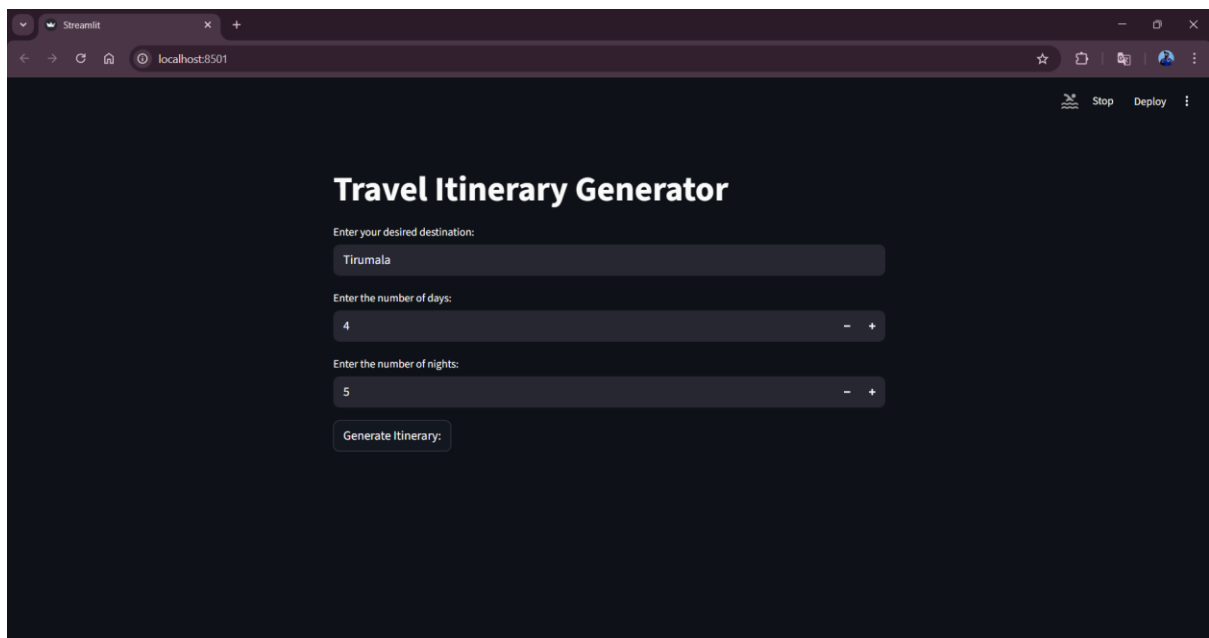 Streamlit
localhost:8501
Stop Deploy
Travel Itinerary Generator
Enter your desired destination:
Tirumala
Enter the number of days:
4
Enter the number of nights:
5
Generate Itinerary: